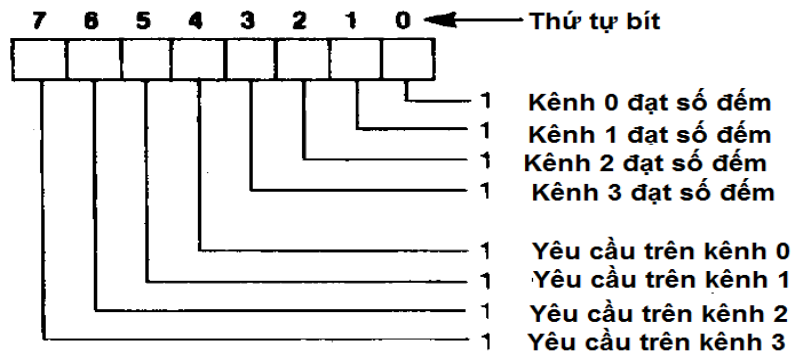 7 6 5 4 3 2 1 0 Thứ tự bít
1 Kênh 0 đạt số đếm
1 Kênh 1 đạt số đếm
1 Kênh 2 đạt số đếm
1 Kênh 3 đạt số đếm
1 Yêu cầu trên kênh 0
1 Yêu cầu trên kênh 1
1 Yêu cầu trên kênh 2
1 Yêu cầu trên kênh 3